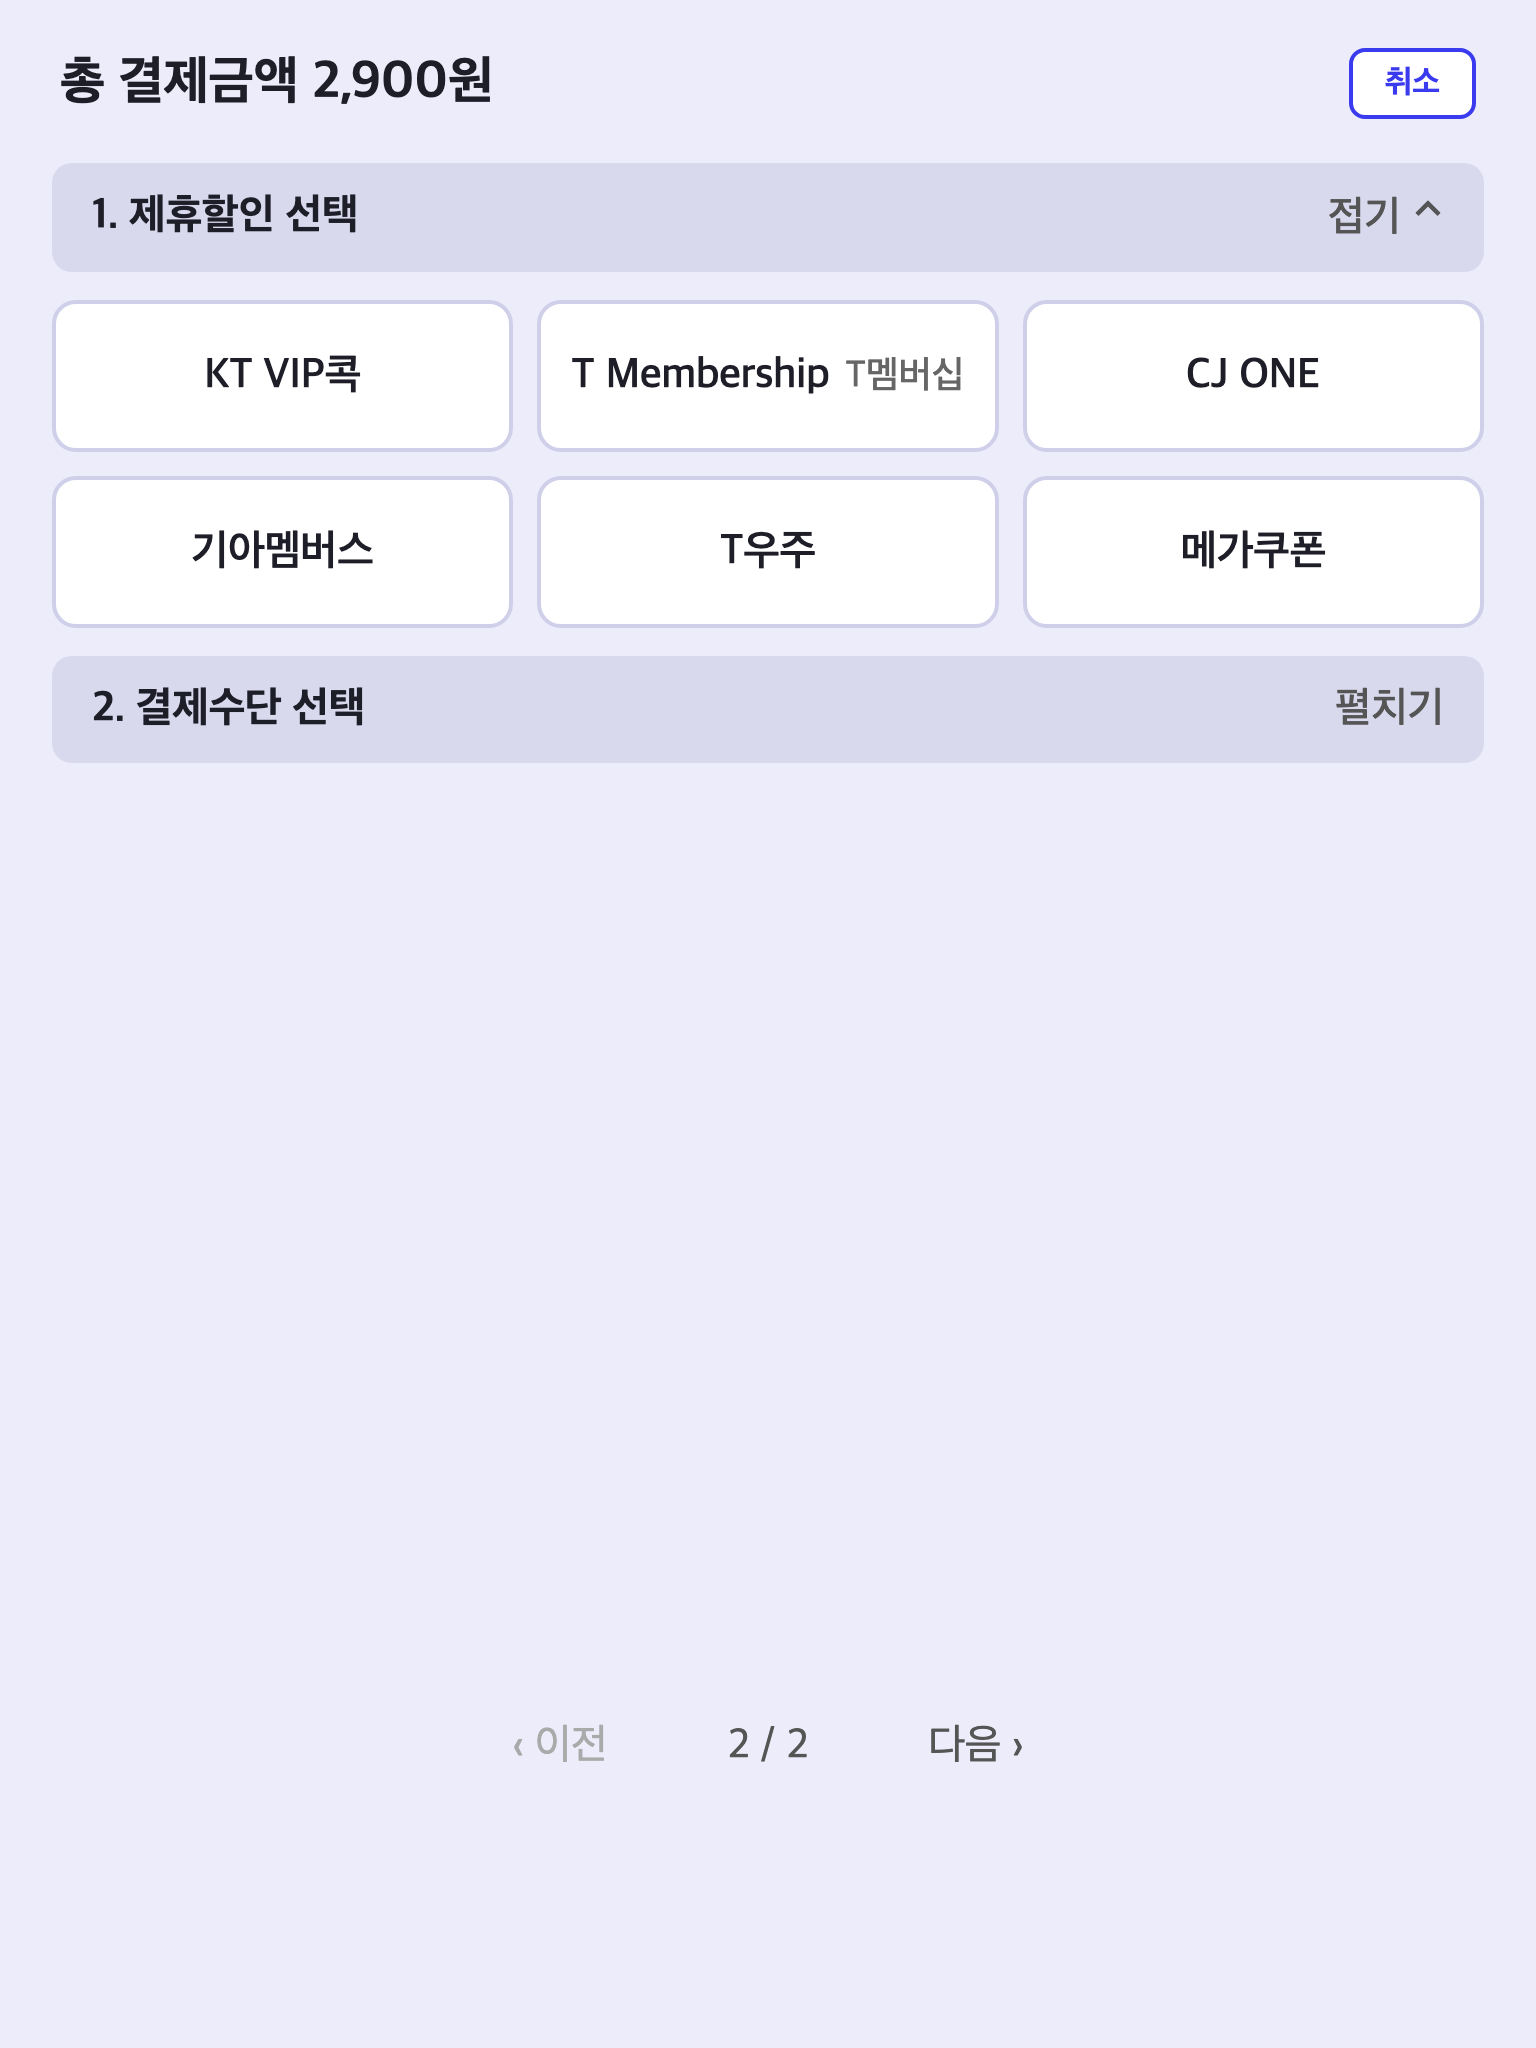 총 결제금액 2,900원
취소
1. 제휴할인 선택
접기 ^
KT VIP콕
T Membership T멤버십
CJ ONE
기아멤버스
T우주
메가쿠폰
2. 결제수단 선택
펼치기
‹ 이전
2 / 2
다음 ›